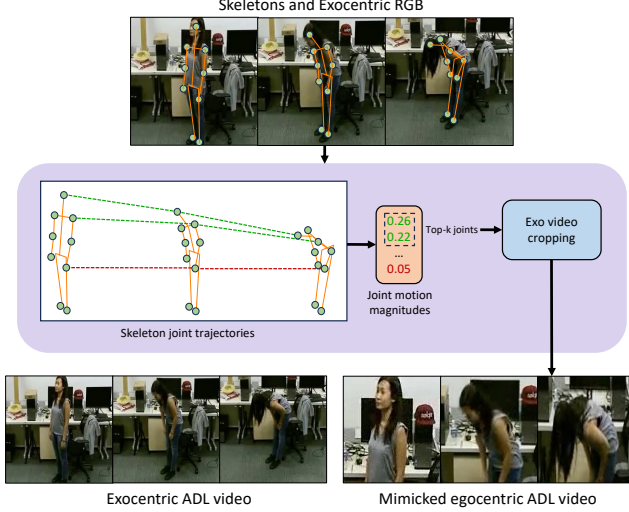 Skeletons and Exocentric RGB
0.26
0.22
...
0.05
Top-k joints
Exo video
cropping
Joint motion
magnitudes
Skeleton joint trajectories
Exocentric ADL video
Mimicked egocentric ADL video